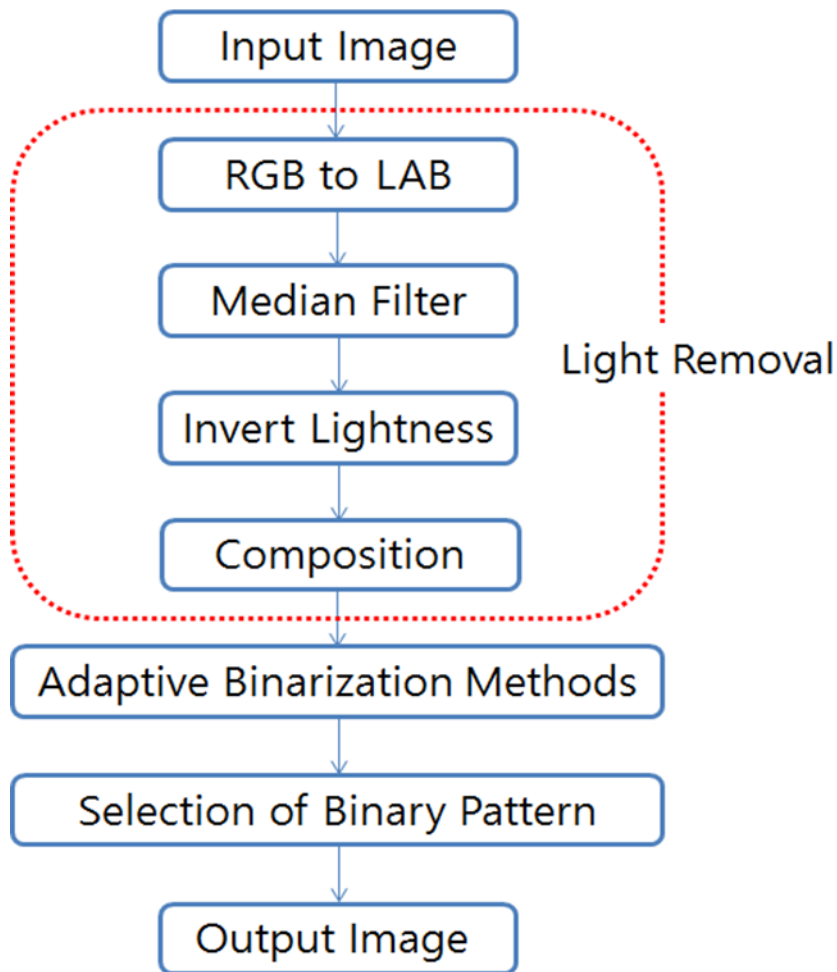 Input Image
RGB to LAB
Median Filter
Light Removal
Invert Lightness
Composition
Adaptive Binarization Methods
Selection of Binary Pattern
Output Image